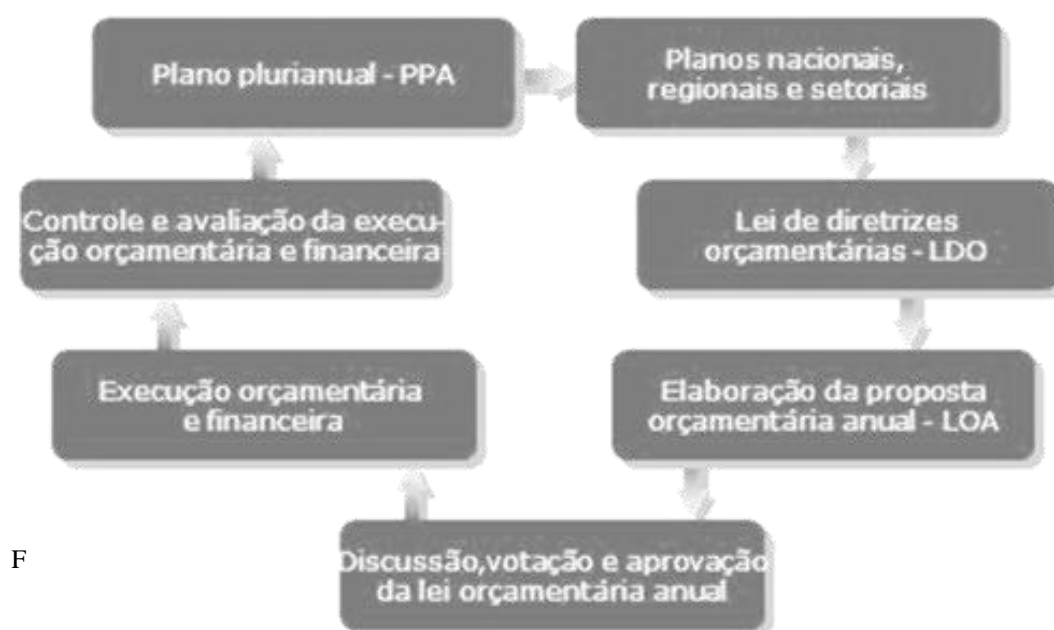 Plano plurianual - PPA
Planos nacionais,
regionais e setoriais
Lei de diretrizes
orçamentárias - LDO
Elaboração da proposta
orçamentária anual - LOA
Discussão,votação e aprovação
da lei orçamentária anual
Execução orçamentária
e financeira
Controle e avaliação da execu-
ção orçamentária e financeira
F